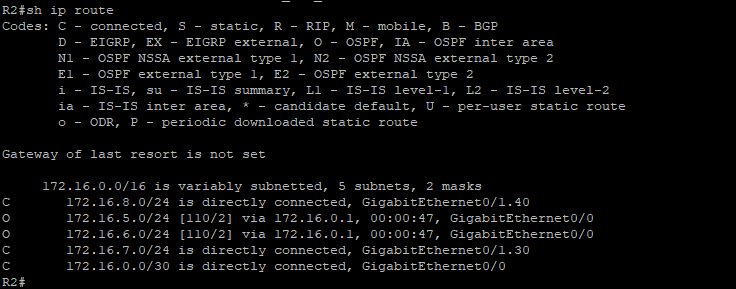 R2#sh ip route
Codes: C - connected, S - static, R - RIP, M - mobile, B - BGP
       D - EIGRP, EX - EIGRP external, O - OSPF, IA - OSPF inter area
       N1 - OSPF NSSA external type 1, N2 - OSPF NSSA external type 2
       E1 - OSPF external type 1, E2 - OSPF external type 2
       i - IS-IS, su - IS-IS summary, L1 - IS-IS level-1, L2 - IS-IS level-2
       ia - IS-IS inter area, * - candidate default, U - per-user static route
       o - ODR, P - periodic downloaded static route
Gateway of last resort is not set
     172.16.0.0/16 is variably subnetted, 5 subnets, 2 masks
C       172.16.8.0/24 is directly connected, GigabitEthernet0/1.40
O       172.16.5.0/24 [110/2] via 172.16.0.1, 00:00:47, GigabitEthernet0/0
O       172.16.6.0/24 [110/2] via 172.16.0.1, 00:00:47, GigabitEthernet0/0
C       172.16.7.0/24 is directly connected, GigabitEthernet0/1.30
C       172.16.0.0/30 is directly connected, GigabitEthernet0/0
R2#